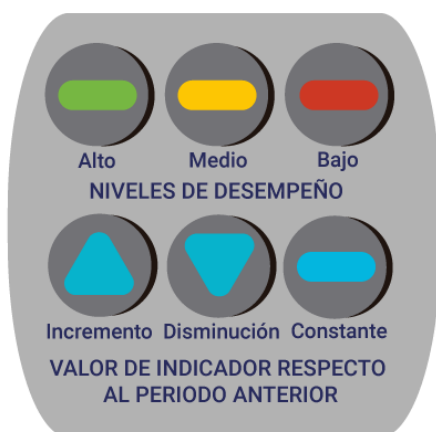 Alto Medio Bajo
NIVELES DE DESEMPEÑO
Incremento Disminución Constante
VALOR DE INDICADOR RESPECTO
AL PERIODO ANTERIOR